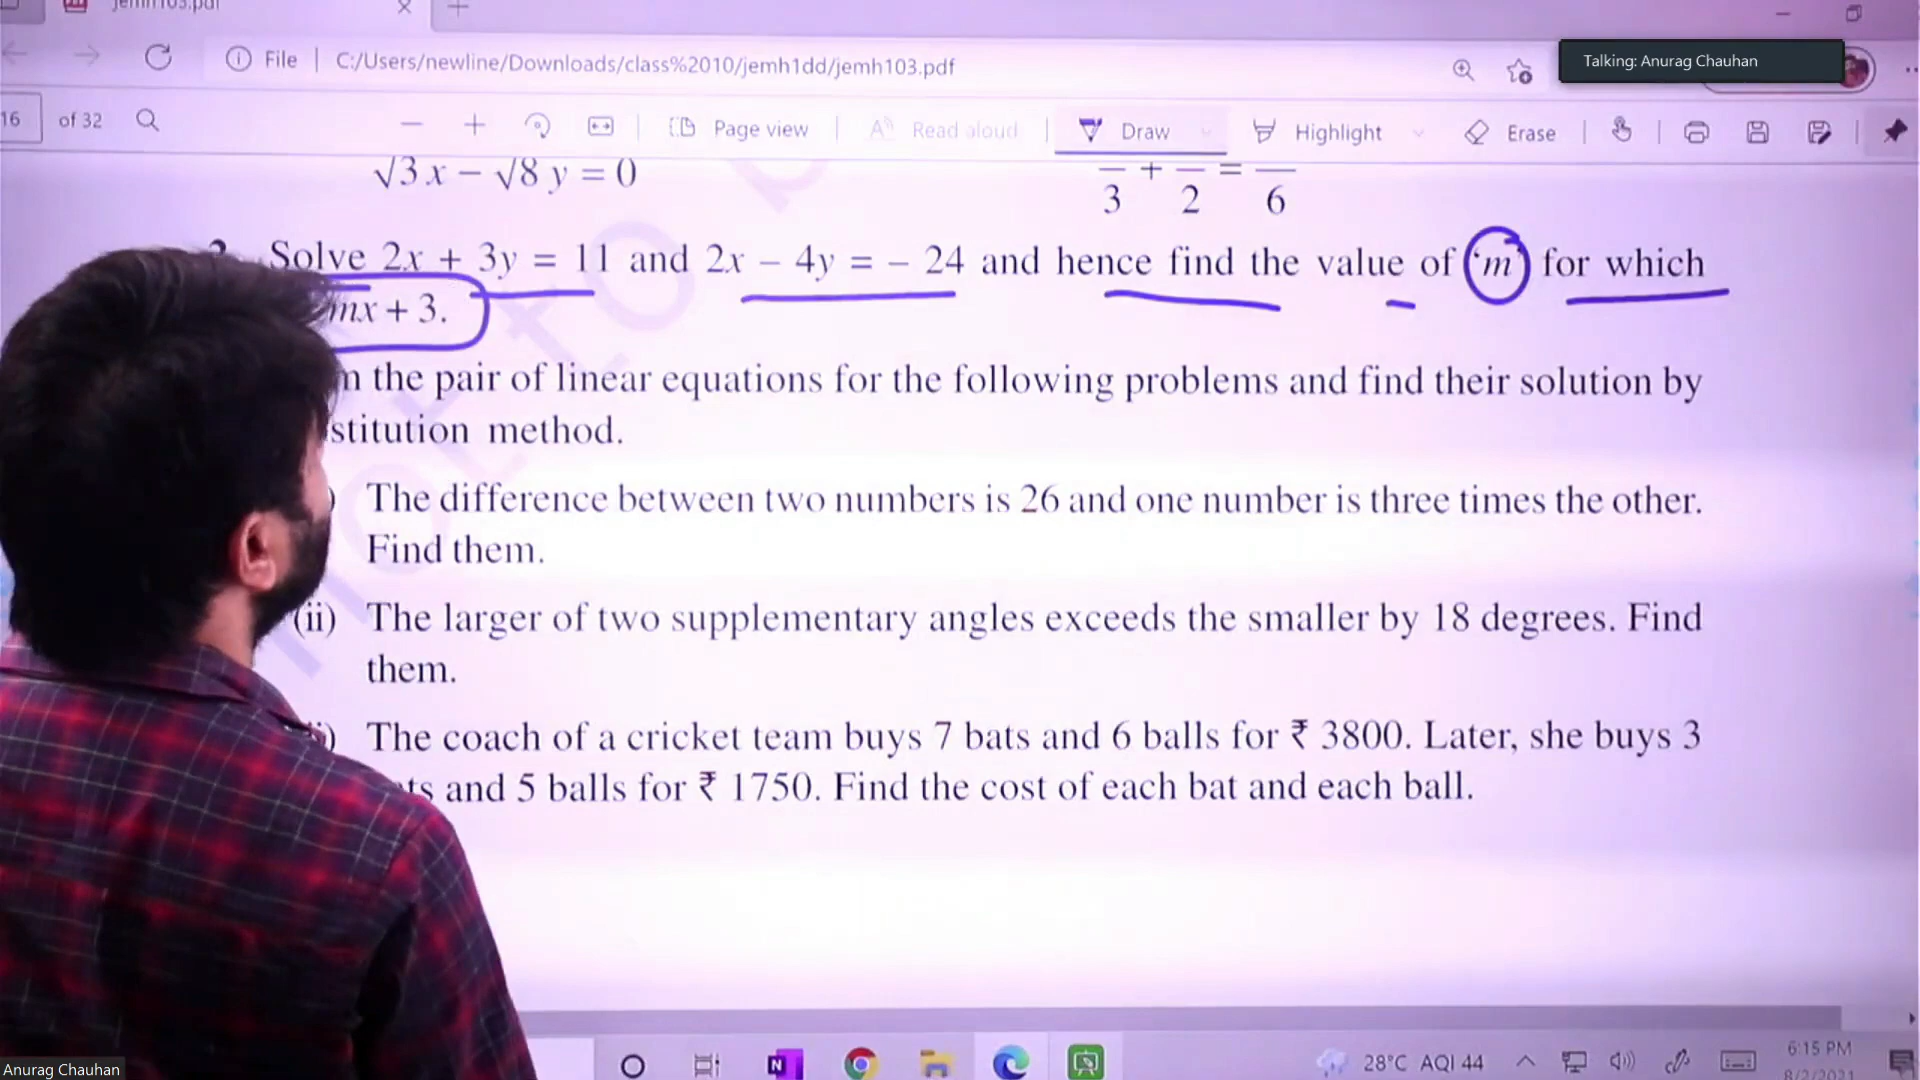 jemh103.pdf
File | C:/Users/newline/Downloads/class%2010/jemh1dd/jemh103.pdf
Talking: Anurag Chauhan
16 of 32
Page view
Read aloud
Draw
Highlight
Erase
√3 x − √8 y = 0
3 + 2 = 6
Solve 2x + 3y = 11 and 2x − 4y = − 24 and hence find the value of 'm' for which
mx + 3.
the pair of linear equations for the following problems and find their solution by
stitution method.
The difference between two numbers is 26 and one number is three times the other.
Find them.
(ii) The larger of two supplementary angles exceeds the smaller by 18 degrees. Find
them.
The coach of a cricket team buys 7 bats and 6 balls for ₹ 3800. Later, she buys 3
and 5 balls for ₹ 1750. Find the cost of each bat and each ball.
28°C AQI 44
6:15 PM
8/2/2021
Anurag Chauhan